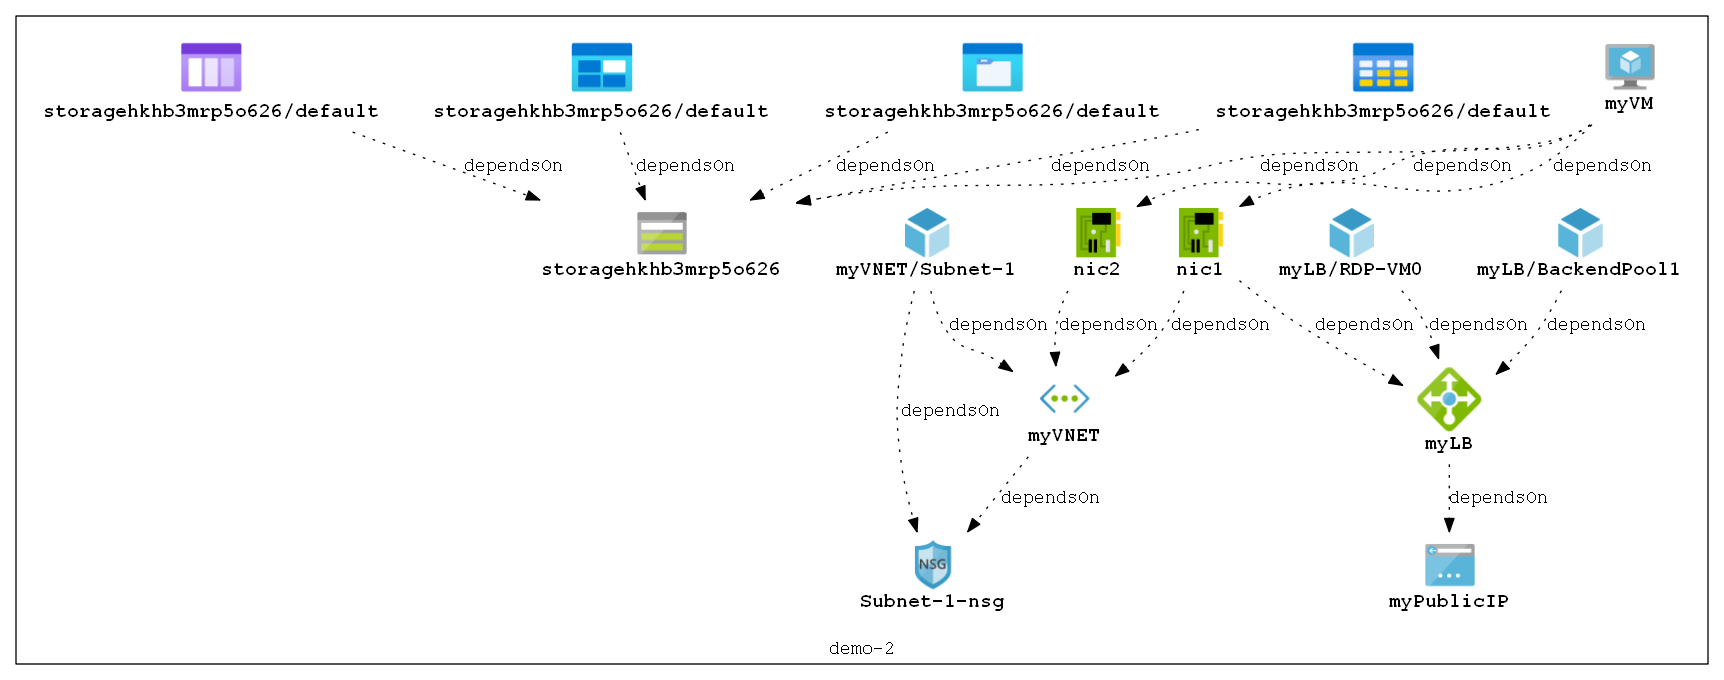 storagehkhb3mrp5o626/default
storagehkhb3mrp5o626/default
storagehkhb3mrp5o626/default
storagehkhb3mrp5o626/default
myVM
dependsOn
dependsOn
dependsOn
dependsOn
dependsOn
dependsOn
dependsOn
storagehkhb3mrp5o626
myVNET/Subnet-1
nic2
nic1
myLB/RDP-VM0
myLB/BackendPool1
dependsOn
dependsOn
dependsOn
dependsOn
dependsOn
dependsOn
dependsOn
myVNET
myLB
dependsOn
dependsOn
NSG
Subnet-1-nsg
myPublicIP
demo-2